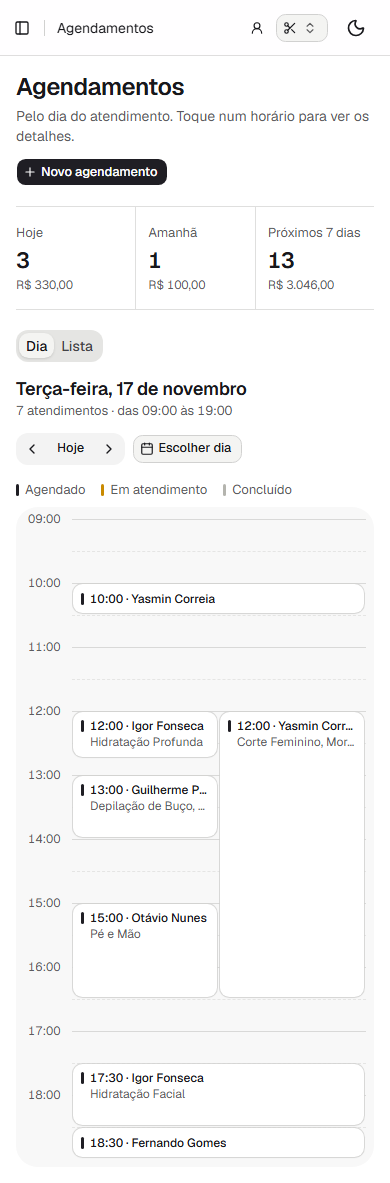 Agendamentos
Agendamentos
Pelo dia do atendimento. Toque num horário para ver os
detalhes.
+ Novo agendamento
Hoje
3
R$ 330,00
Amanhã
1
R$ 100,00
Próximos 7 dias
13
R$ 3.046,00
Dia
Lista
Terça-feira, 17 de novembro
7 atendimentos · das 09:00 às 19:00
Hoje
Escolher dia
Agendado
Em atendimento
Concluído
09:00
10:00
10:00 · Yasmin Correia
11:00
12:00
12:00 · Igor Fonseca
Hidratação Profunda
12:00 · Yasmin Corr...
Corte Feminino, Mor...
13:00
13:00 · Guilherme P...
Depilação de Buço, ...
14:00
15:00
15:00 · Otávio Nunes
Pé e Mão
16:00
17:00
17:30 · Igor Fonseca
Hidratação Facial
18:00
18:30 · Fernando Gomes